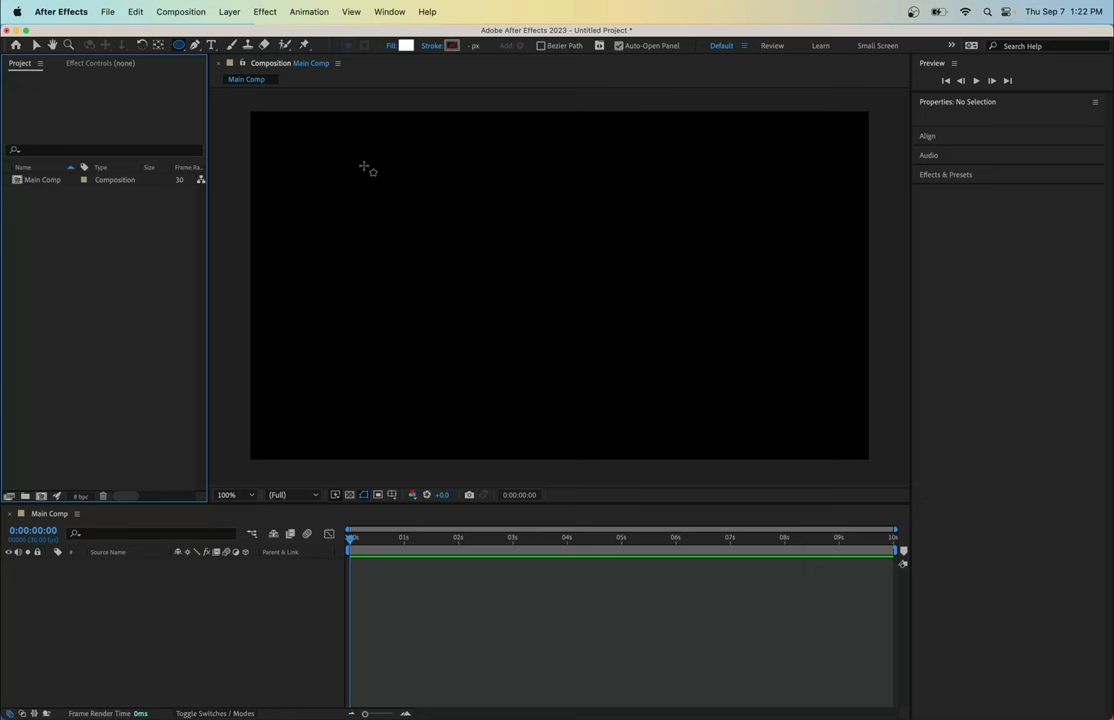 After Effects File Edit Composition Layer Effect Animation View Window Help Thu Sep 7 1:22 PM
Adobe After Effects 2023 - Untitled Project *
Fill: Stroke: - px Add: Bezier Path Auto-Open Panel Default Review Learn Small Screen Search Help
Project Effect Controls (none) Composition Main Comp Preview
Main Comp
Properties: No Selection
Align
Audio
Effects & Presets
Name Type Size Frame Ra..
Main Comp Composition 30
8 bpc 100% (Full) +0.0 0:00:00:00
Main Comp
0:00:00:00
00000 (30.00 fps)
01s 02s 03s 04s 05s 06s 07s 08s 09s 10s
# Source Name Parent & Link
Frame Render Time 0ms Toggle Switches / Modes